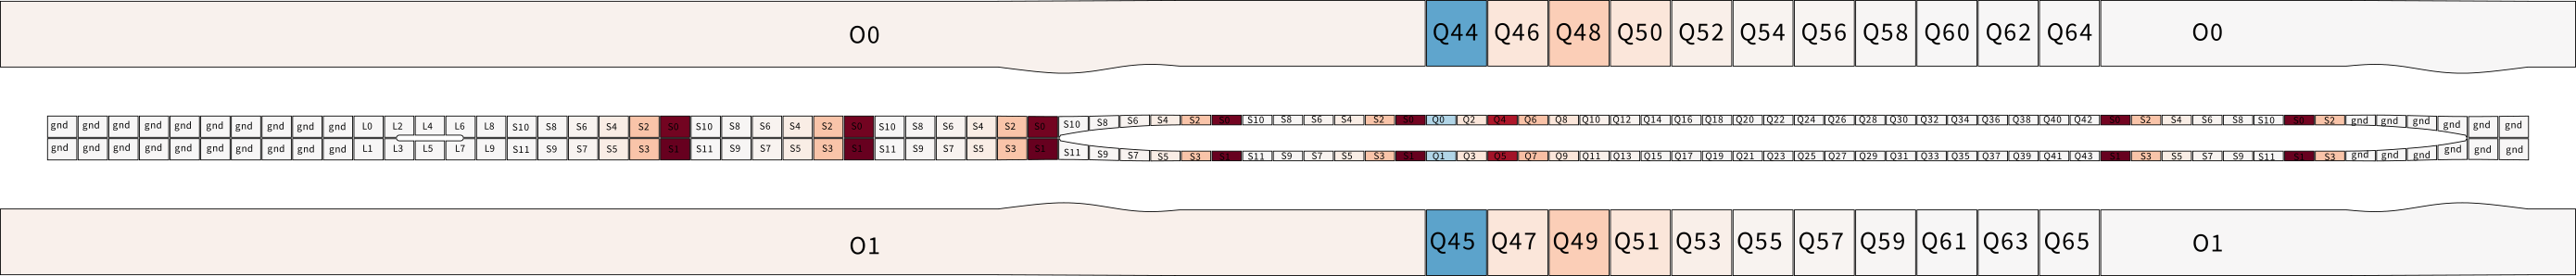 O0 Q44 Q46 Q48 Q50 Q52 Q54 Q56 Q58 Q60 Q62 Q64 O0
gnd gnd gnd gnd gnd gnd gnd gnd gnd gnd L0 L2 L4 L6 L8 S10 S8 S6 S4 S2 S0 S10 S8 S6 S4 S2 S0 S10 S8 S6 S4 S2 S0 S10 S8 S6 S4 S2 S0 S10 S8 S6 S4 S2 S0 Q0 Q2 Q4 Q6 Q8 Q10 Q12 Q14 Q16 Q18 Q20 Q22 Q24 Q26 Q28 Q30 Q32 Q34 Q36 Q38 Q40 Q42 S0 S2 S4 S6 S8 S10 S0 S2 gnd gnd gnd gnd gnd gnd
gnd gnd gnd gnd gnd gnd gnd gnd gnd gnd L1 L3 L5 L7 L9 S11 S9 S7 S5 S3 S1 S11 S9 S7 S5 S3 S1 S11 S9 S7 S5 S3 S1 S11 S9 S7 S5 S3 S1 S11 S9 S7 S5 S3 S1 Q1 Q3 Q5 Q7 Q9 Q11 Q13 Q15 Q17 Q19 Q21 Q23 Q25 Q27 Q29 Q31 Q33 Q35 Q37 Q39 Q41 Q43 S1 S3 S5 S7 S9 S11 S1 S3 gnd gnd gnd gnd gnd gnd
O1 Q45 Q47 Q49 Q51 Q53 Q55 Q57 Q59 Q61 Q63 Q65 O1